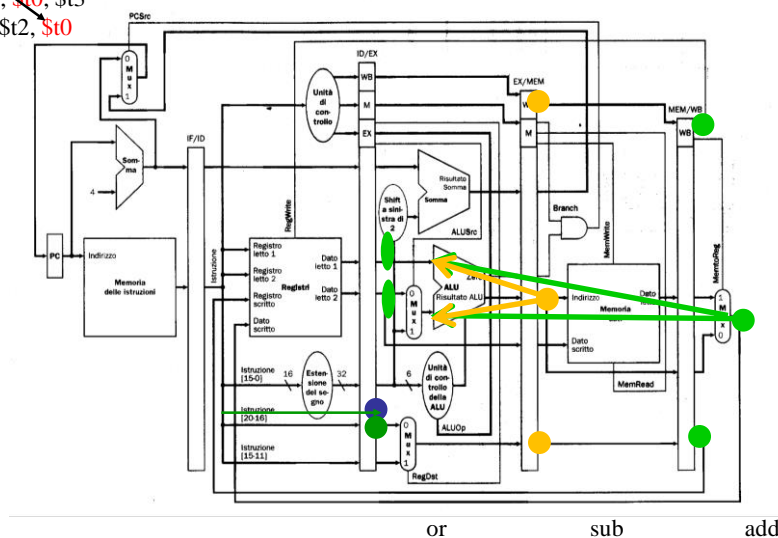 , $t0, $t3
$t2, $t0
PCSrc
ID/EX
EX/MEM
MEM/WB
0
M
u
x
1
WB
M
EX
Unità
di
con-
trollo
W
M
WB
IF/ID
Som-
ma
4
Risultato
Somma
Somma
Shift
a sini-
stra di
2
Branch
RegWrite
ALUSrc
MemWrite
MemtoReg
PC
Indirizzo
Memoria
delle istruzioni
Istruzione
Registro
letto 1
Registro
letto 2
Registro
scritto
Dato
scritto
Registri
Dato
letto 1
Dato
letto 2
0
M
u
x
1
Zero
ALU
Risultato ALU
Indirizzo
Memoria
Dato
scritto
1
M
x
0
MemRead
Istruzione
[15-0]
16
Esten-
sione
del segno
32
6
Unità
di con-
trollo
della
ALU
Istruzione
[20-16]
Istruzione
[15-11]
0
M
u
x
1
ALUOp
RegDst
or sub add